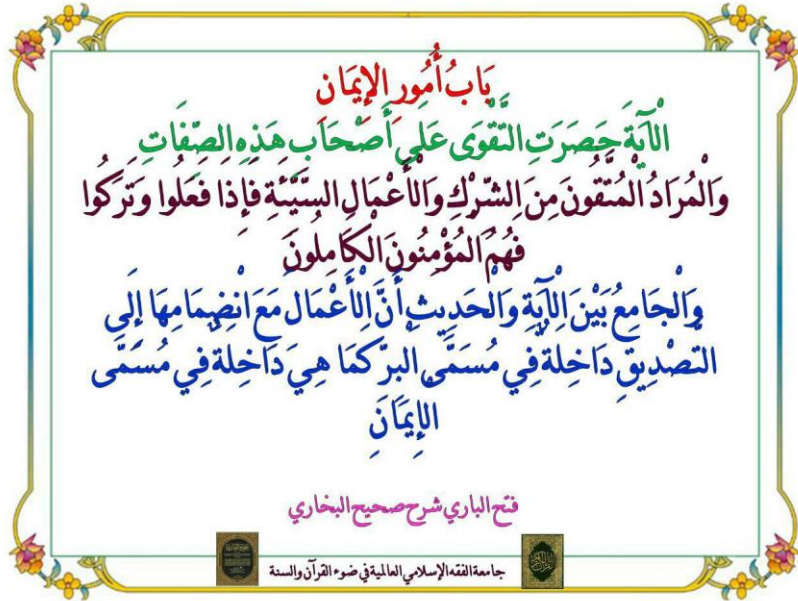 بَابُ أُمُورِ الإِيمَانِ
الْآيَةَ حَصَرَتِ التَّقْوَى عَلَى أَصْحَابِ هَذِهِ الصِّفَاتِ
وَالْمُرَادُ الْمُتَّقُونَ مِنَ الشِّرْكِ وَالْأَعْمَالِ السَّيِّئَةِ فَإِذَا فَعَلُوا وَتَرَكُوا
فَهُمُ الْمُؤْمِنُونَ الْكَامِلُونَ
وَالْجَامِعُ بَيْنَ الْآيَةِ وَالْحَدِيثِ أَنَّ الْأَعْمَالَ مَعَ انْضِمَامِهَا إِلَى
التَّصْدِيقِ دَاخِلَةٌ فِي مُسَمَّى الْبِرِّ كَمَا هِيَ دَاخِلَةٌ فِي مُسَمَّى
الْإِيمَانِ
فتح الباري شرح صحيح البخاري
جامعة الفقه الإسلامي العالمية في ضوء القرآن والسنة